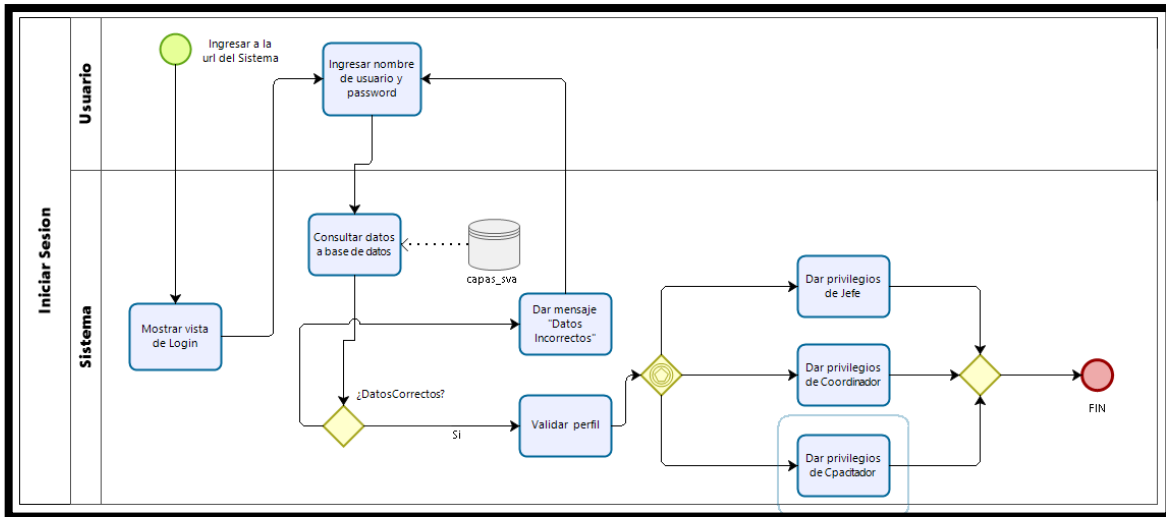 Iniciar Sesion
Usuario
Ingresar a la
url del Sistema
Ingresar nombre
de usuario y
password
Sistema
Consultar datos
a base de datos
capas_sva
Mostrar vista
de Login
Dar mensaje
"Datos
Incorrectos"
¿DatosCorrectos?
Si
Validar perfil
Dar privilegios
de Jefe
Dar privilegios
de Coordinador
Dar privilegios
de Cpacitador
FIN